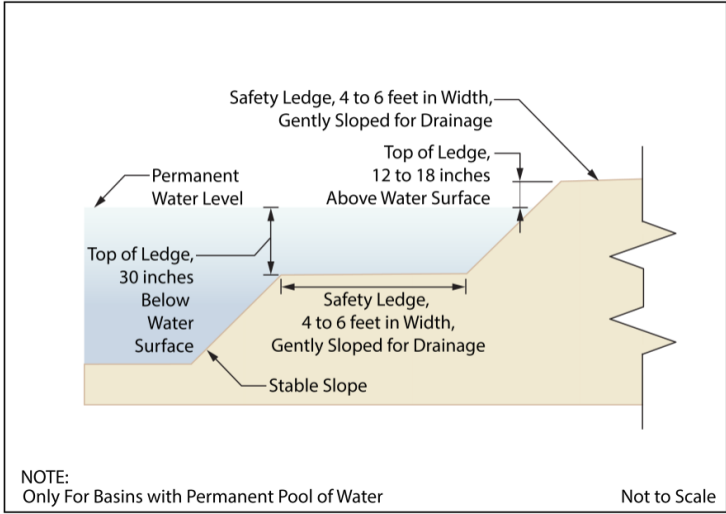 Safety Ledge, 4 to 6 feet in Width,
Gently Sloped for Drainage
Top of Ledge,
12 to 18 inches
Above Water Surface
Permanent
Water Level
Top of Ledge,
30 inches
Below
Water
Surface
Safety Ledge,
4 to 6 feet in Width,
Gently Sloped for Drainage
Stable Slope
NOTE:
Only For Basins with Permanent Pool of Water
Not to Scale